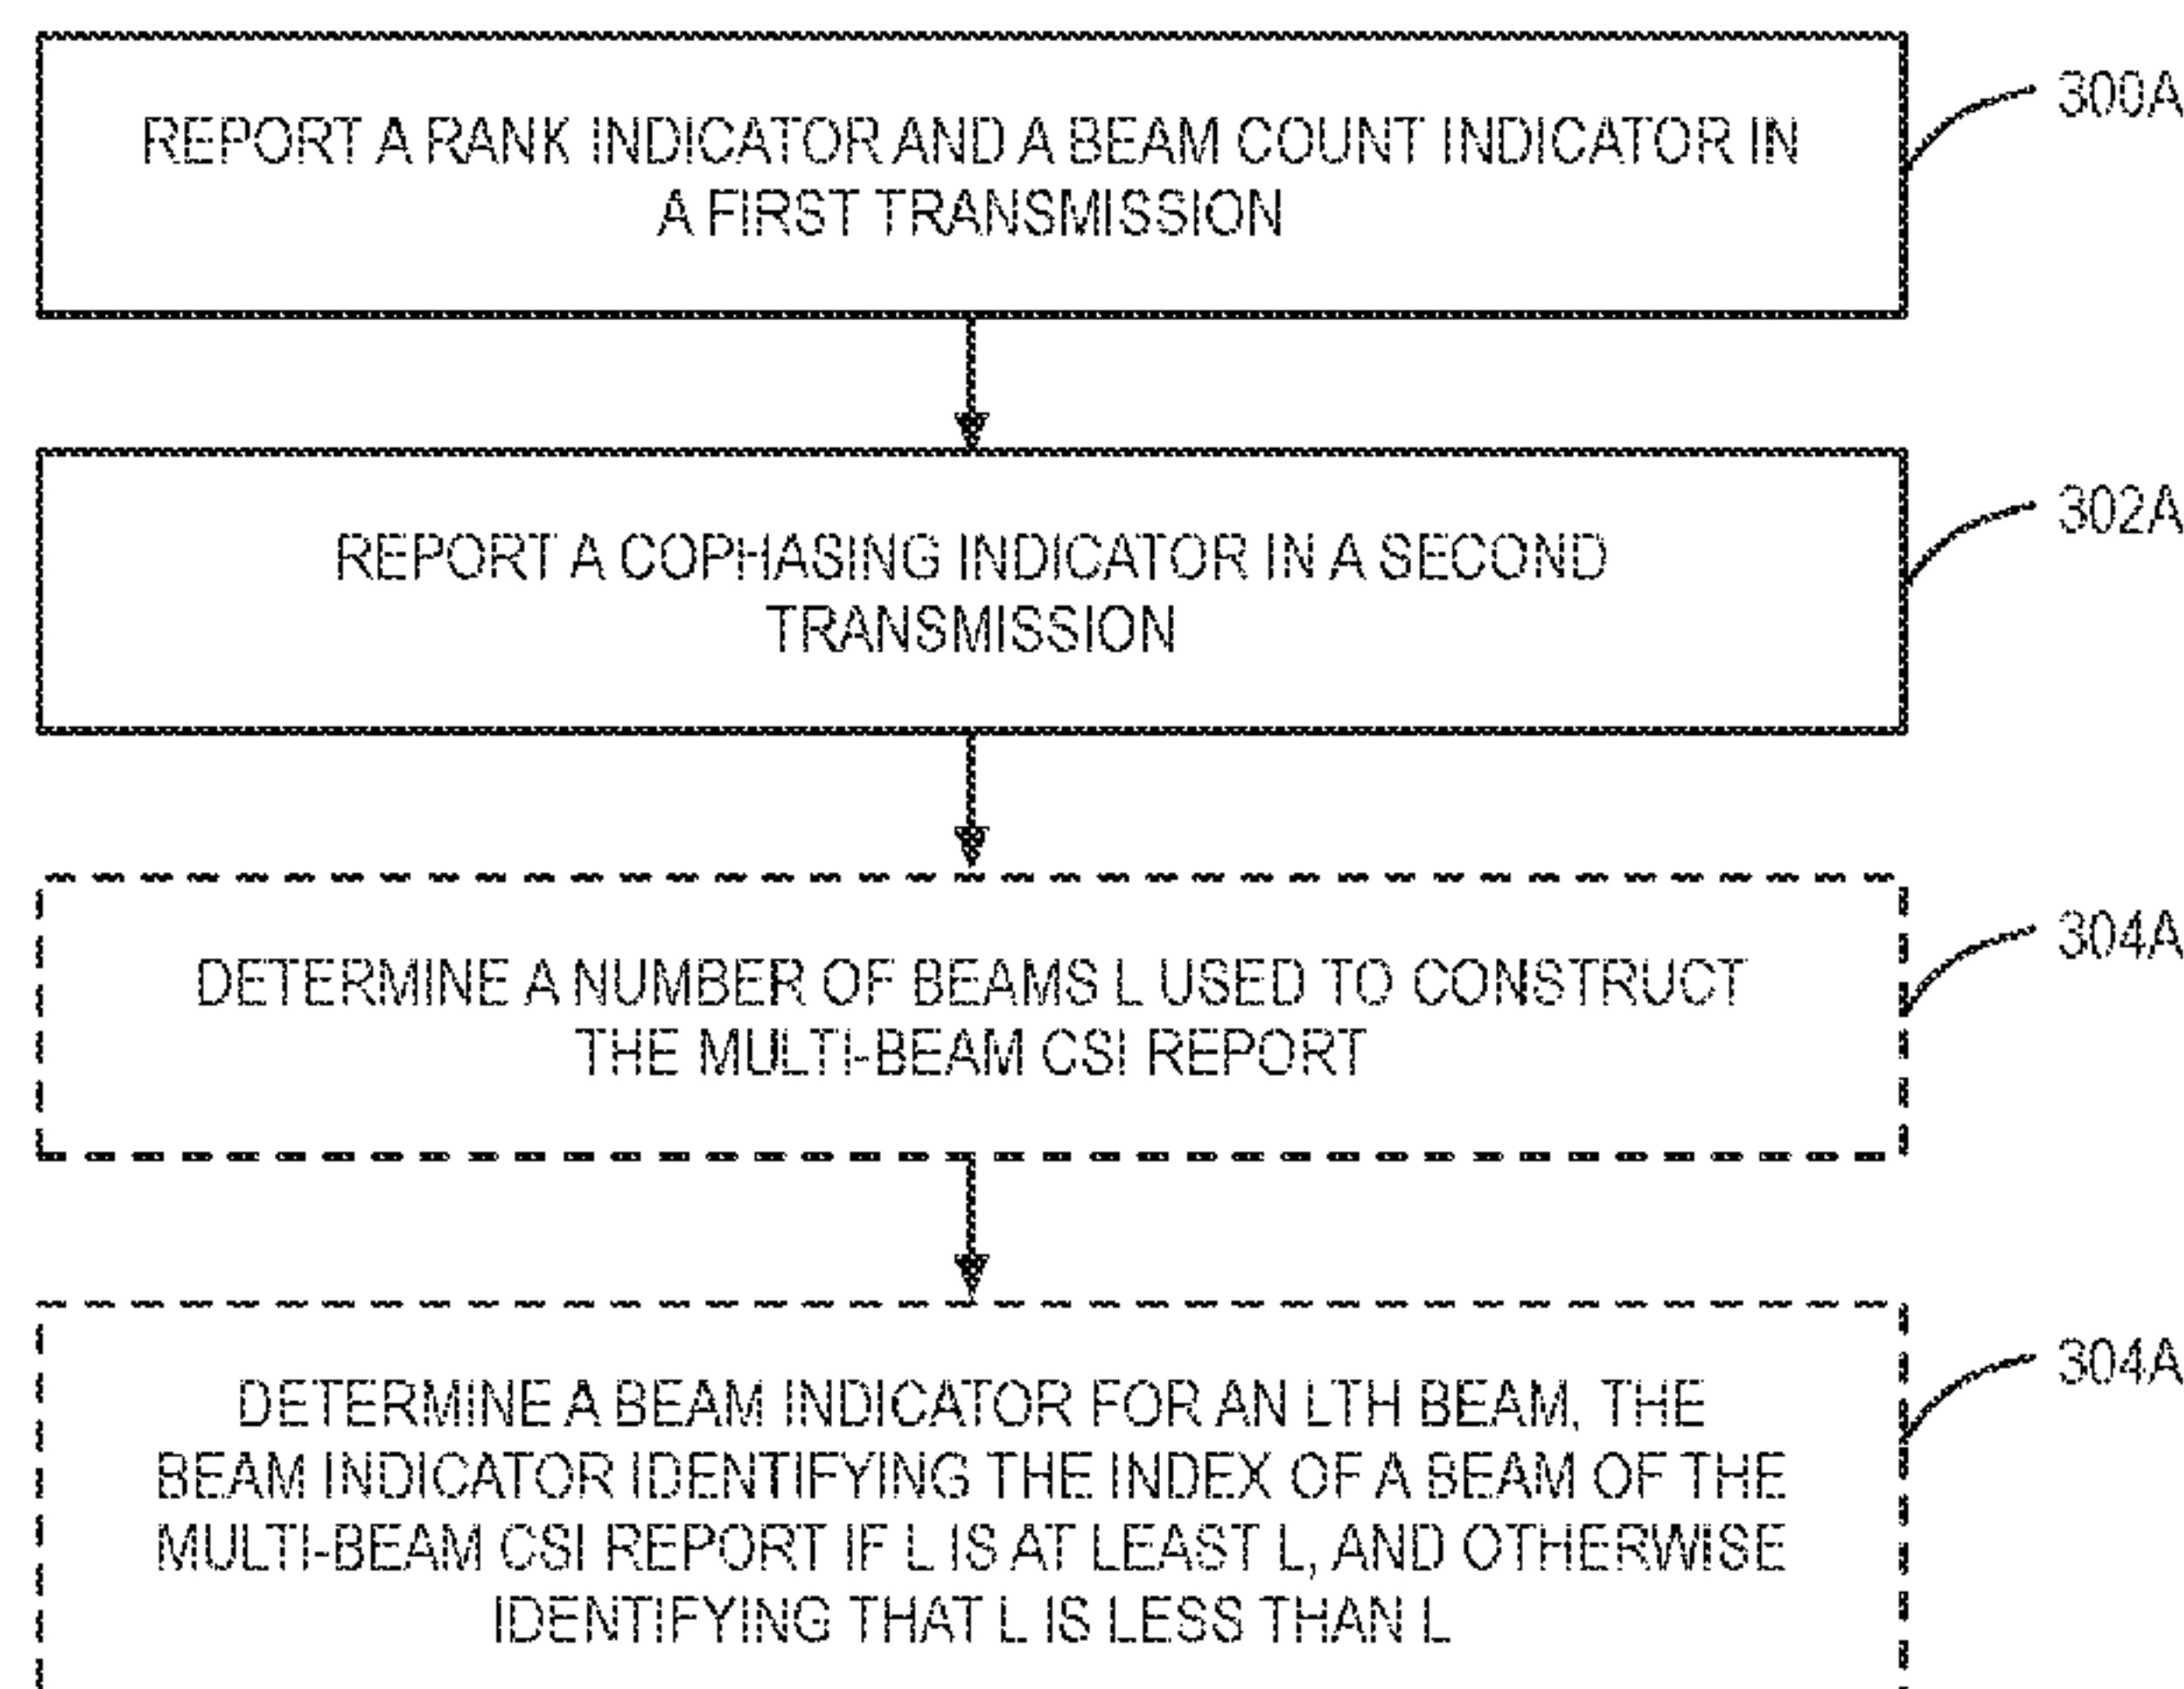 REPORT A RANK INDICATOR AND A BEAM COUNT INDICATOR IN
A FIRST TRANSMISSION
300A
REPORT A COPHASING INDICATOR IN A SECOND
TRANSMISSION
302A
DETERMINE A NUMBER OF BEAMS L USED TO CONSTRUCT
THE MULTI-BEAM CSI REPORT
304A
DETERMINE A BEAM INDICATOR FOR AN LTH BEAM, THE
BEAM INDICATOR IDENTIFYING THE INDEX OF A BEAM OF THE
MULTI-BEAM CSI REPORT IF L IS AT LEAST L, AND OTHERWISE
IDENTIFYING THAT L IS LESS THAN L
304A